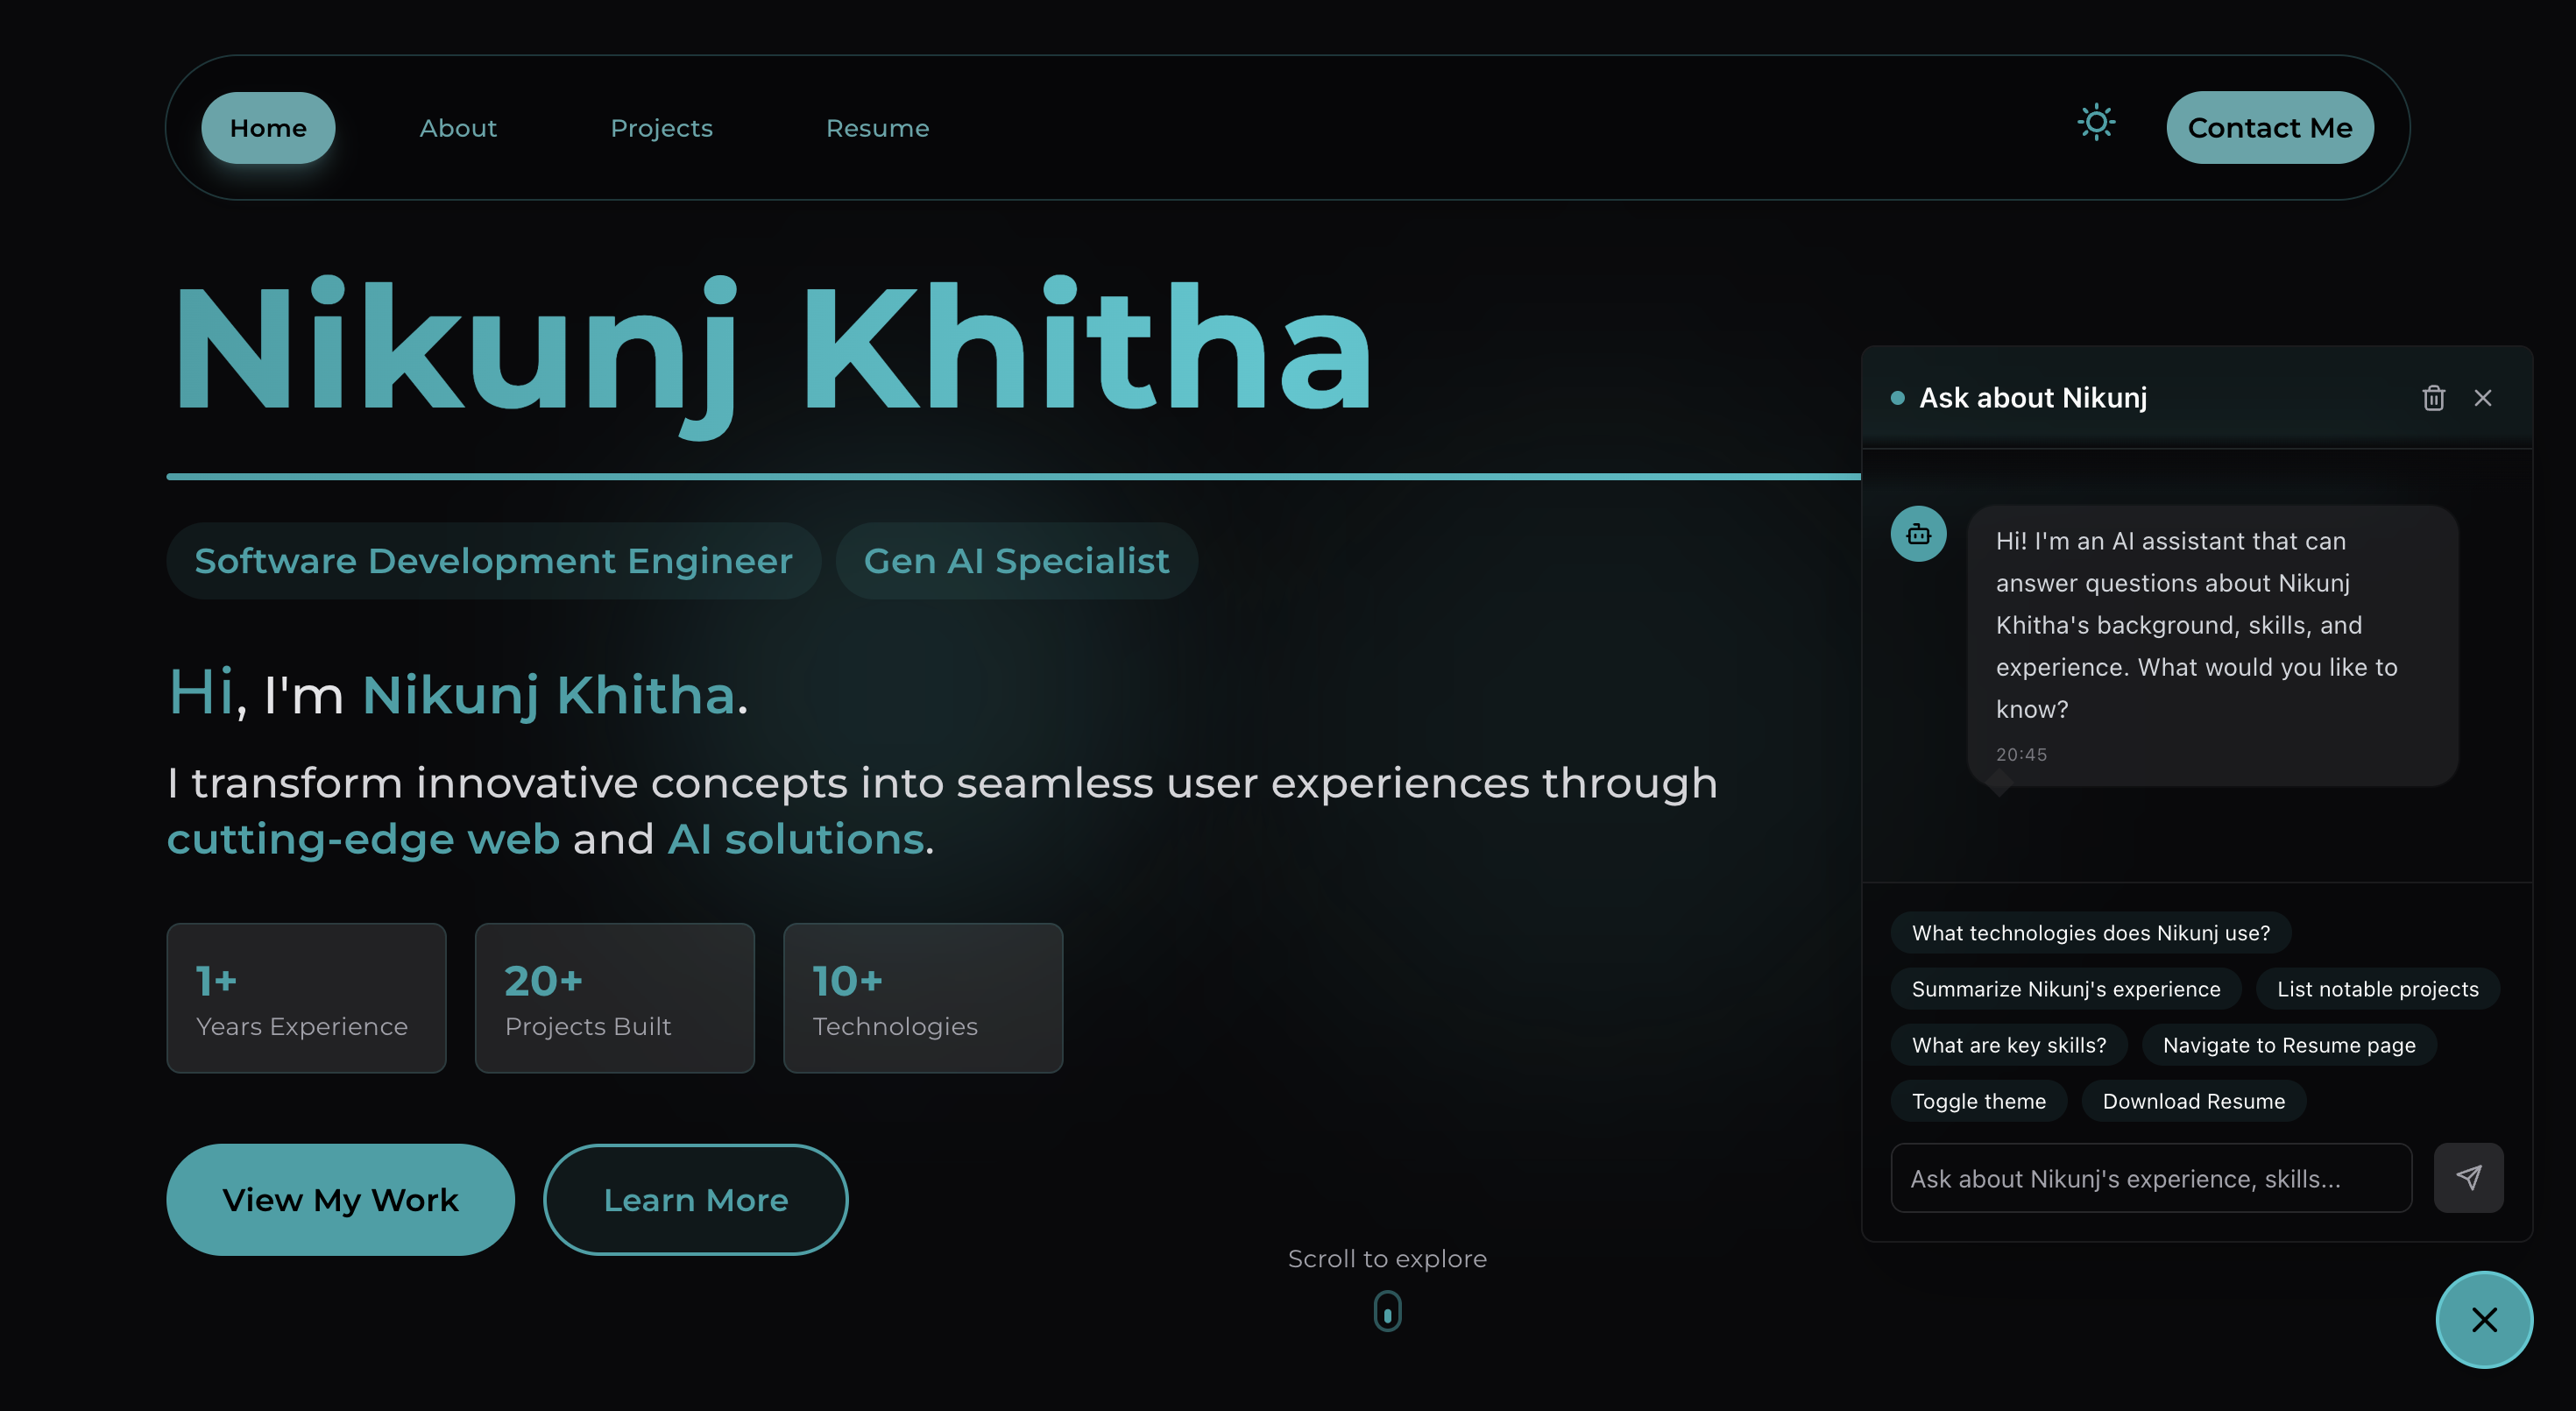 Home
About
Projects
Resume
Contact Me
Nikunj Khitha
Software Development Engineer
Gen AI Specialist
Hi, I'm Nikunj Khitha.
I transform innovative concepts into seamless user experiences through
cutting-edge web and AI solutions.
1+
Years Experience
20+
Projects Built
10+
Technologies
View My Work
Learn More
Scroll to explore
Ask about Nikunj
Hi! I'm an AI assistant that can
answer questions about Nikunj
Khitha's background, skills, and
experience. What would you like to
know?
20:45
What technologies does Nikunj use?
Summarize Nikunj's experience
List notable projects
What are key skills?
Navigate to Resume page
Toggle theme
Download Resume
Ask about Nikunj's experience, skills...